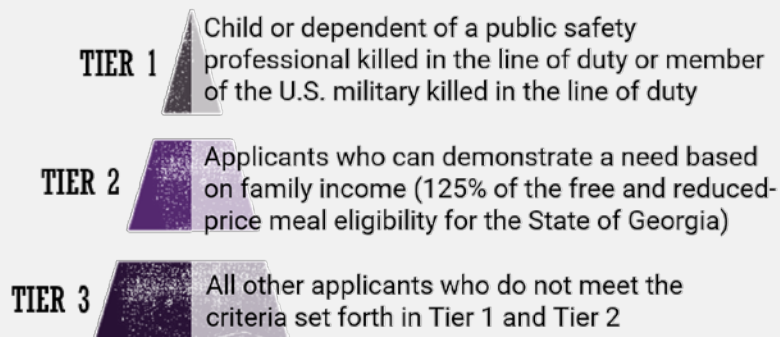 TIER 1
Child or dependent of a public safety
professional killed in the line of duty or member
of the U.S. military killed in the line of duty
TIER 2
Applicants who can demonstrate a need based
on family income (125% of the free and reduced-
price meal eligibility for the State of Georgia)
TIER 3
All other applicants who do not meet the
criteria set forth in Tier 1 and Tier 2